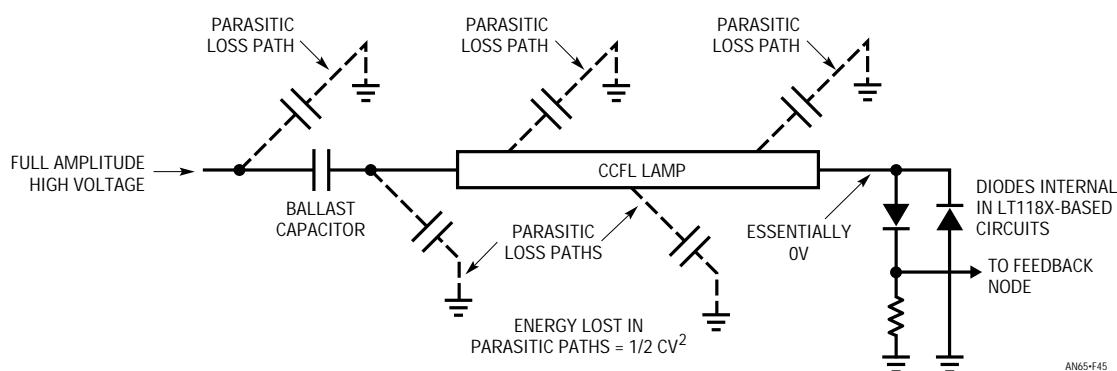 PARASITIC
LOSS PATH
PARASITIC
LOSS PATH
PARASITIC
LOSS PATH
FULL AMPLITUDE
HIGH VOLTAGE
BALLAST
CAPACITOR
CCFL LAMP
PARASITIC
LOSS PATHS
ESSENTIALLY
0V
DIODES INTERNAL
IN LT118X-BASED
CIRCUITS
TO FEEDBACK
NODE
ENERGY LOST IN
PARASITIC PATHS = 1/2 CV²
AN65•F45